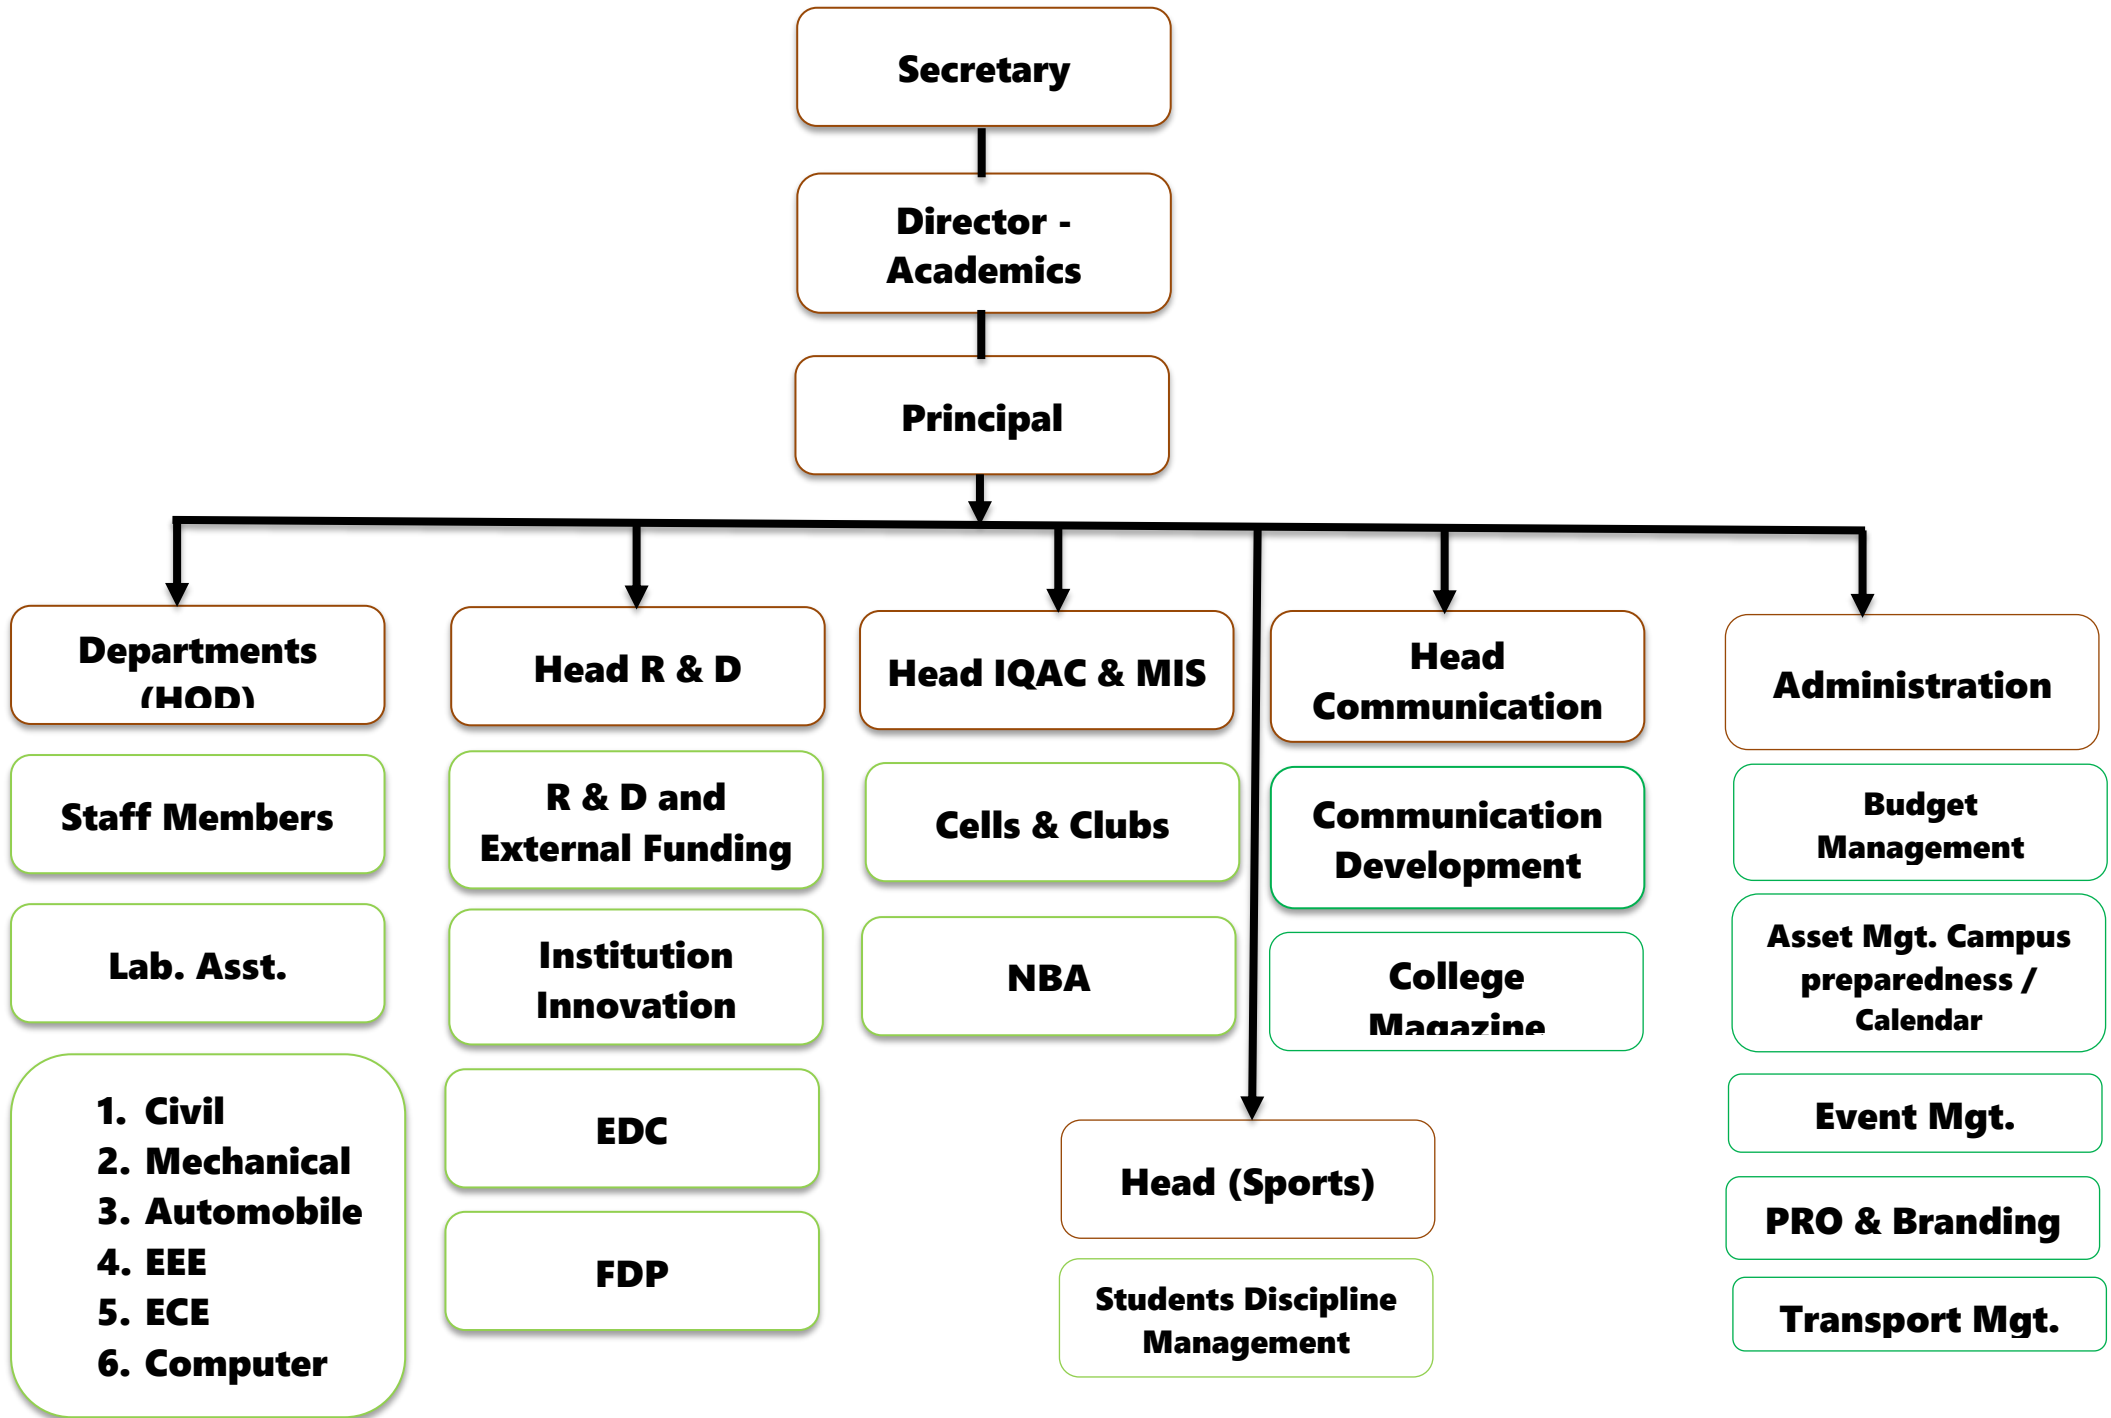 Secretary
Director -
Academics
Principal
Departments
(HOD)
Staff Members
Lab. Asst.
1. Civil
2. Mechanical
3. Automobile
4. EEE
5. ECE
6. Computer
Head R & D
R & D and
External Funding
Institution
Innovation
EDC
FDP
Head IQAC & MIS
Cells & Clubs
NBA
Head (Sports)
Students Discipline
Management
Head
Communication
Communication
Development
College
Magazine
Administration
Budget
Management
Asset Mgt. Campus
preparedness /
Calendar
Event Mgt.
PRO & Branding
Transport Mgt.